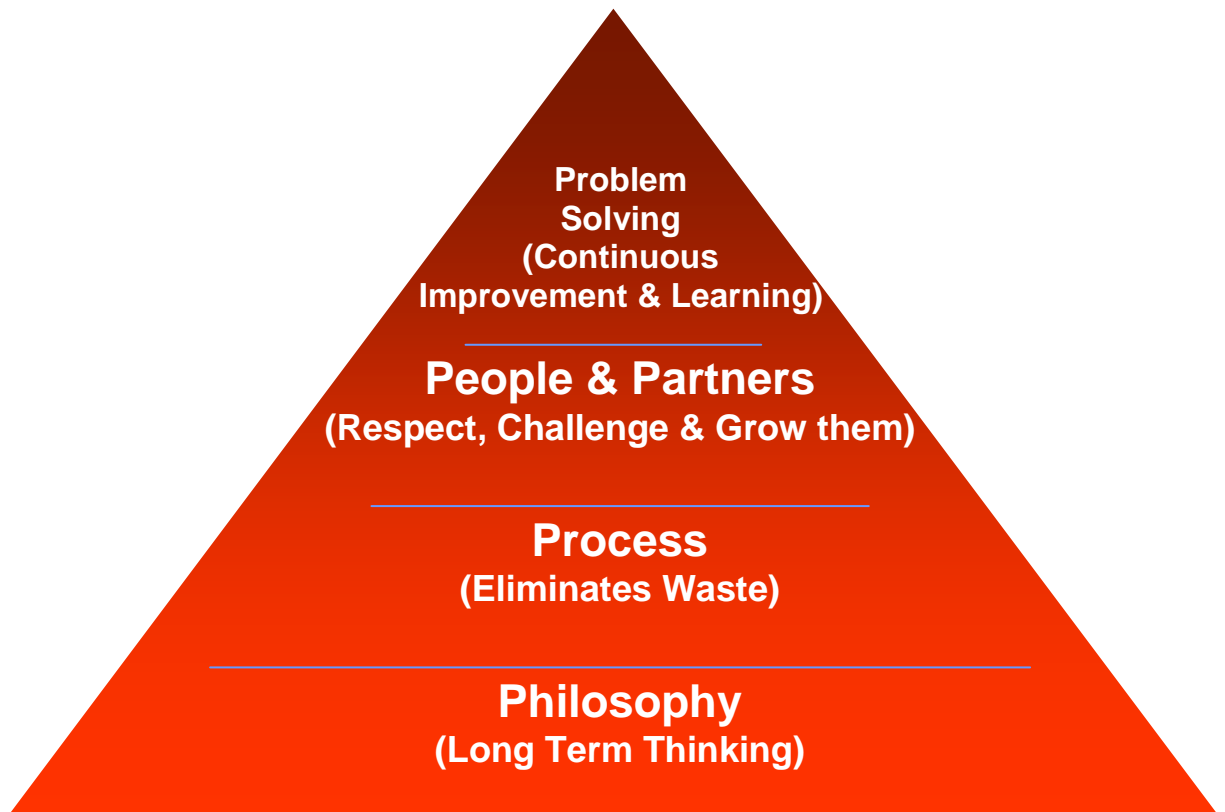 Problem
Solving
(Continuous
Improvement & Learning)
People & Partners
(Respect, Challenge & Grow them)
Process
(Eliminates Waste)
Philosophy
(Long Term Thinking)